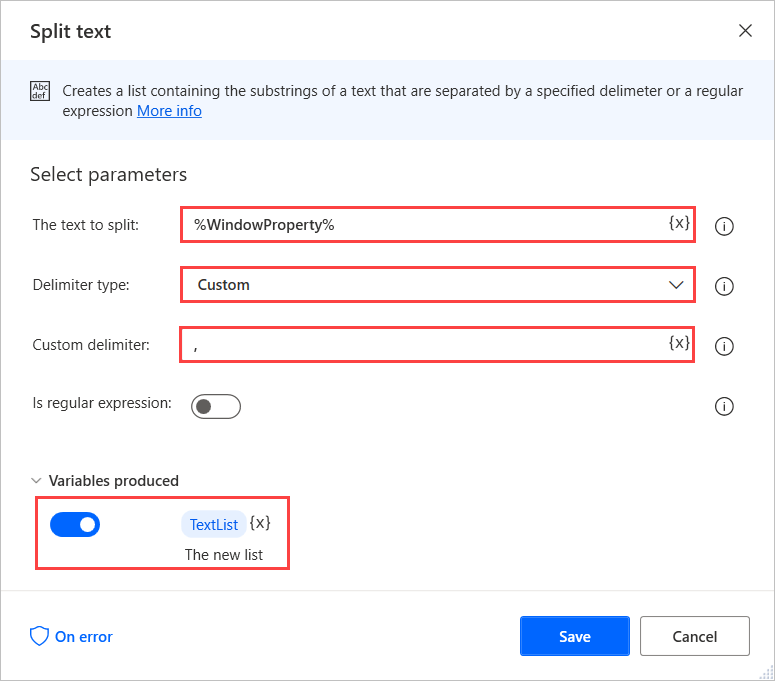 Split text
Abc
def
Creates a list containing the substrings of a text that are separated by a specified delimiter or a regular
expression More info
Select parameters
The text to split: %WindowProperty% {x}
Delimiter type: Custom
Custom delimiter: , {x}
Is regular expression:
Variables produced
TextList {x}
The new list
On error Save Cancel